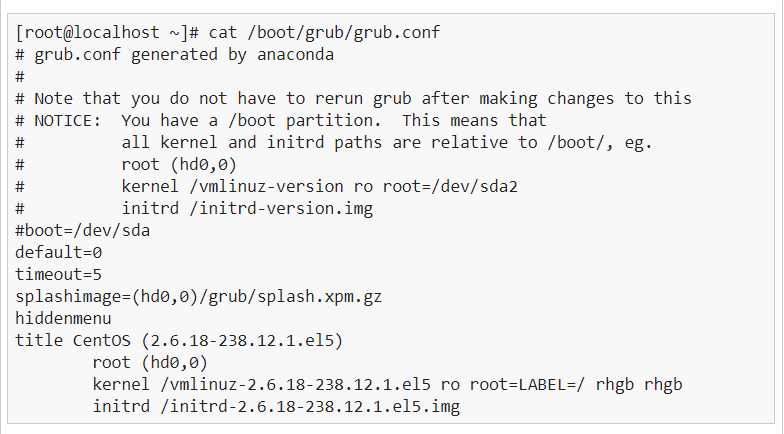 [root@localhost ~]# cat /boot/grub/grub.conf
# grub.conf generated by anaconda
#
# Note that you do not have to rerun grub after making changes to this
# NOTICE:  You have a /boot partition.  This means that
#          all kernel and initrd paths are relative to /boot/, eg.
#          root (hd0,0)
#          kernel /vmlinuz-version ro root=/dev/sda2
#          initrd /initrd-version.img
#boot=/dev/sda
default=0
timeout=5
splashimage=(hd0,0)/grub/splash.xpm.gz
hiddenmenu
title CentOS (2.6.18-238.12.1.el5)
        root (hd0,0)
        kernel /vmlinuz-2.6.18-238.12.1.el5 ro root=LABEL=/ rhgb rhgb
        initrd /initrd-2.6.18-238.12.1.el5.img